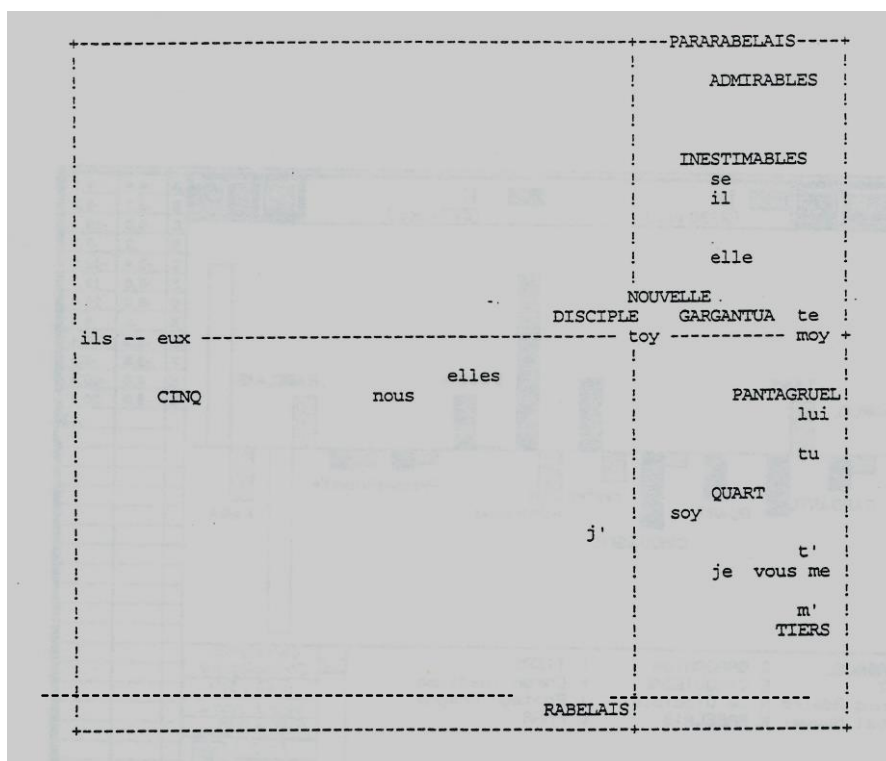 PARARABELAIS
ADMIRABLES
INESTIMABLES
se
il
elle
NOUVELLE
DISCIPLE GARGANTUA te
ils -- eux toy moy
elles
CINQ nous PANTAGRUEL
lui
tu
QUART
soy
j'
t'
je vous me
m'
TIERS
RABELAIS